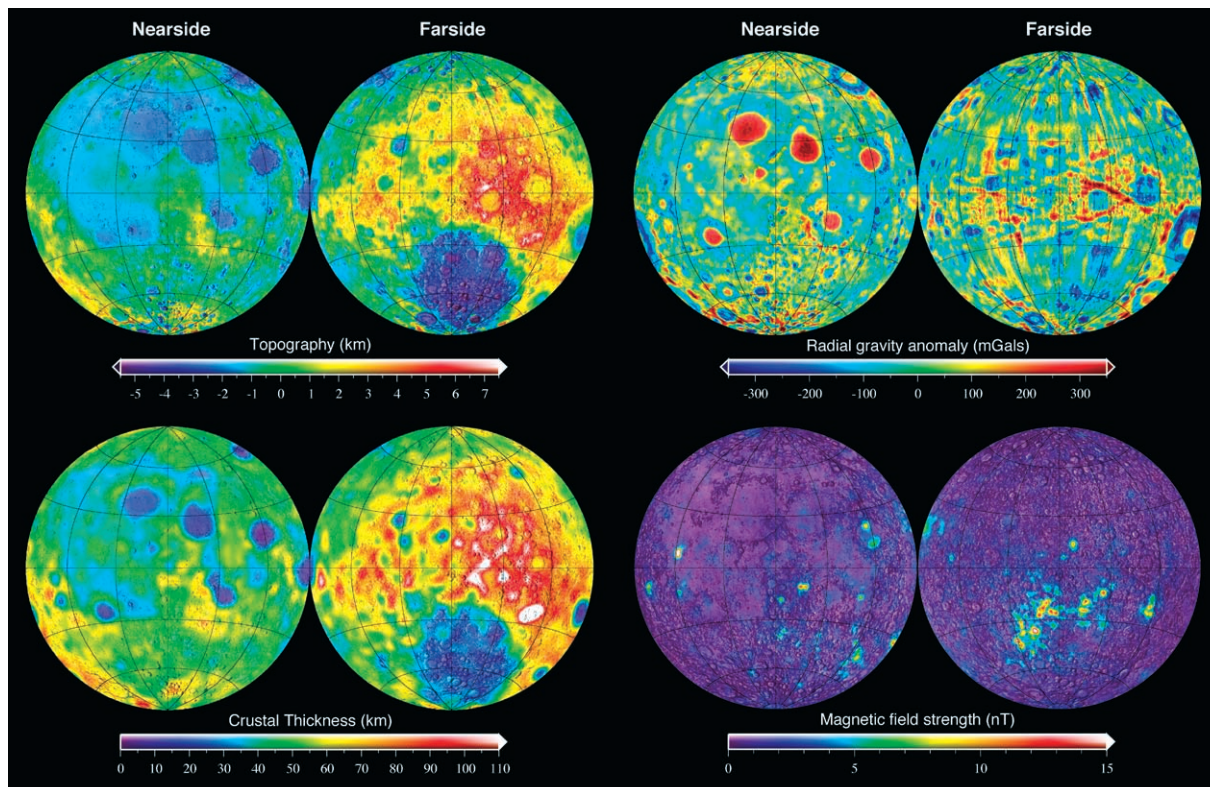 Nearside Farside Nearside Farside
Topography (km)
-5 -4 -3 -2 -1 0 1 2 3 4 5 6 7
Radial gravity anomaly (mGals)
-300 -200 -100 0 100 200 300
Crustal Thickness (km)
0 10 20 30 40 50 60 70 80 90 100 110
Magnetic field strength (nT)
0 5 10 15